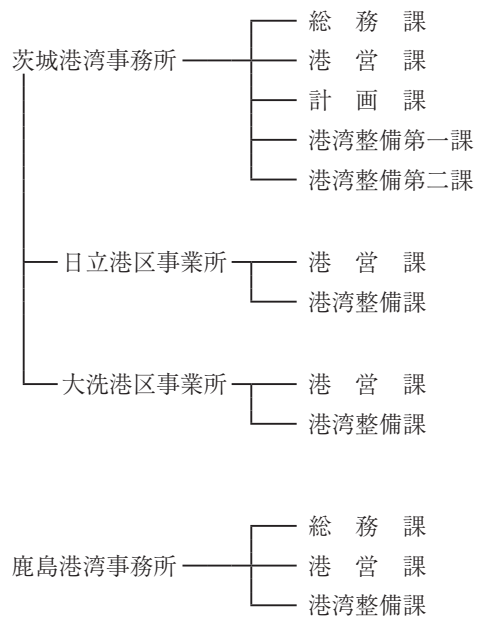 総務課
茨城港湾事務所 港営課
計画課
港湾整備第一課
港湾整備第二課
日立港区事業所 港営課
港湾整備課
大洗港区事業所 港営課
港湾整備課
総務課
鹿島港湾事務所 港営課
港湾整備課